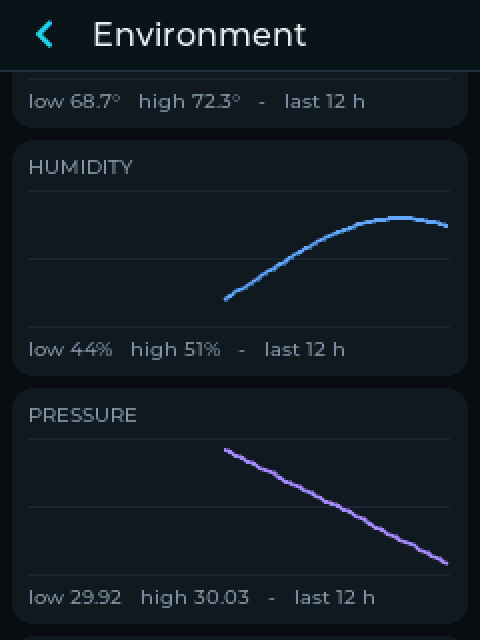 Environment
low 68.7° high 72.3° - last 12 h
HUMIDITY
low 44% high 51% - last 12 h
PRESSURE
low 29.92 high 30.03 - last 12 h